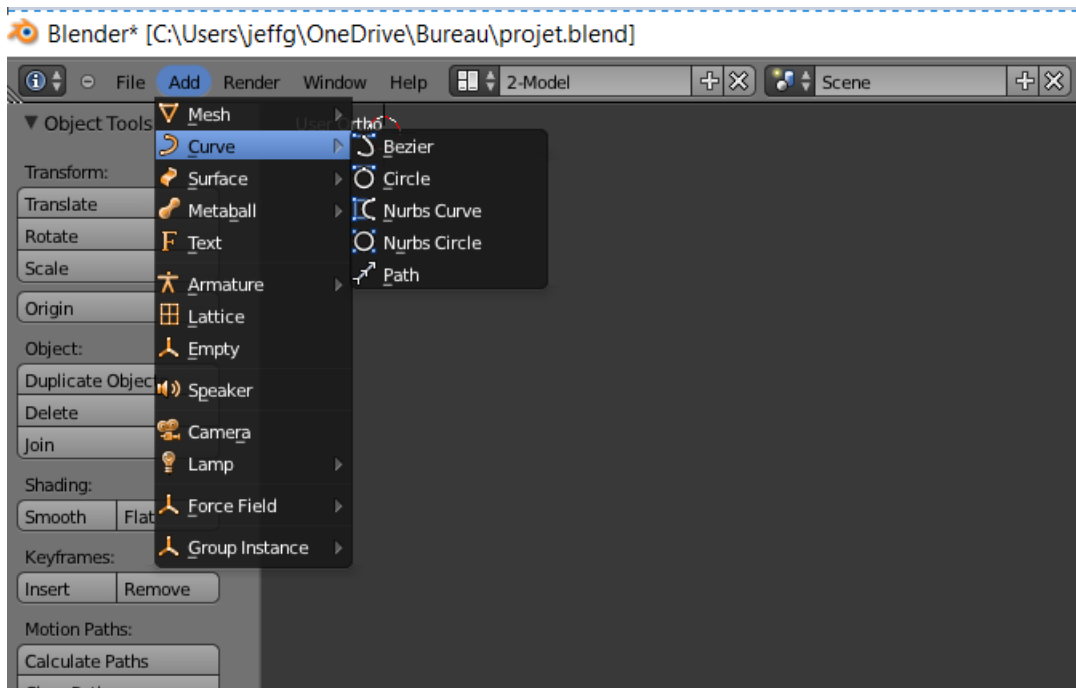 Blender* [C:\Users\jeffg\OneDrive\Bureau\projet.blend]
File Add Render Window Help 2-Model Scene
Object Tools
User Ortho
Transform:
Translate
Rotate
Scale
Origin
Object:
Duplicate Objec
Delete
Join
Shading:
Smooth Flat
Keyframes:
Insert Remove
Motion Paths:
Calculate Paths
Mesh
Curve
Surface
Metaball
Text
Armature
Lattice
Empty
Speaker
Camera
Lamp
Force Field
Group Instance
Bezier
Circle
Nurbs Curve
Nurbs Circle
Path